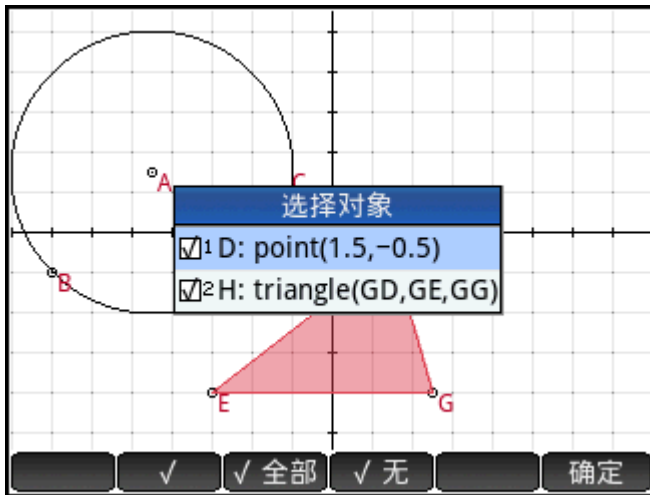 A
C
选择对象
1 D: point(1.5,−0.5)
2 H: triangle(GD,GE,GG)
B
E
G
√ √ 全部 √ 无 确定